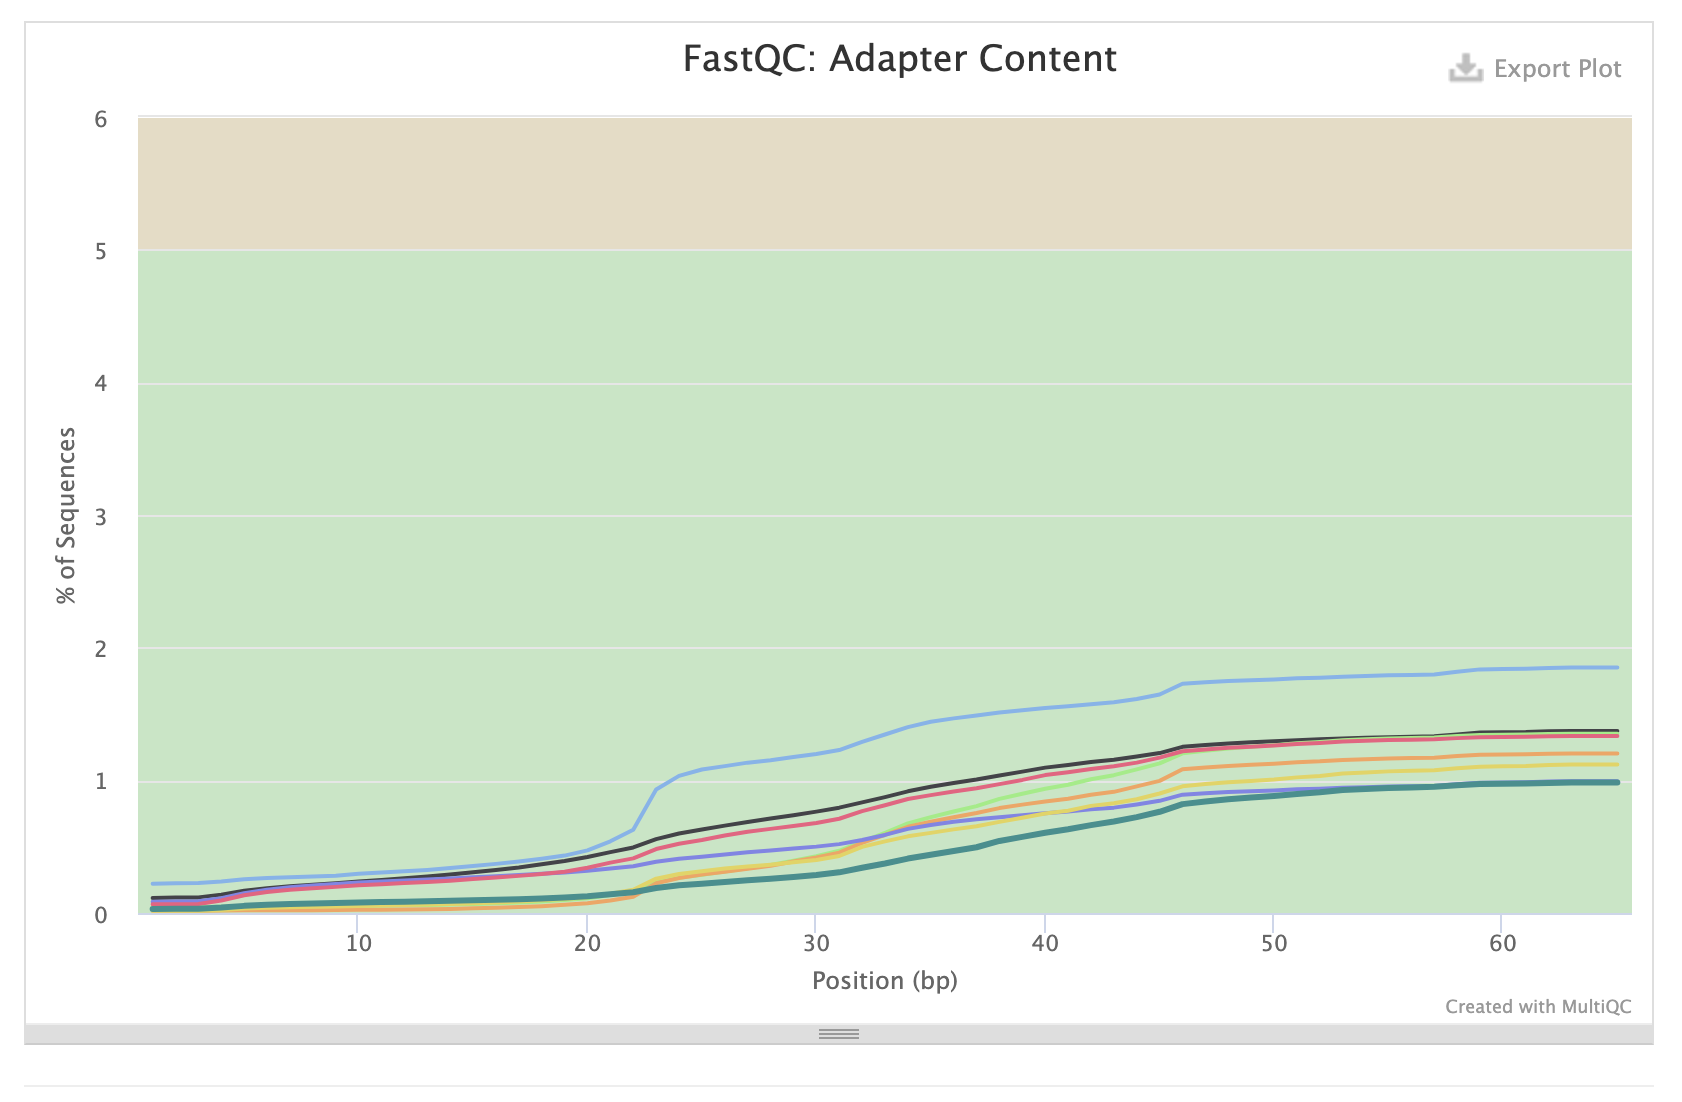 FastQC: Adapter Content
Export Plot
% of Sequences
6
5
4
3
2
1
0
10 20 30 40 50 60
Position (bp)
Created with MultiQC